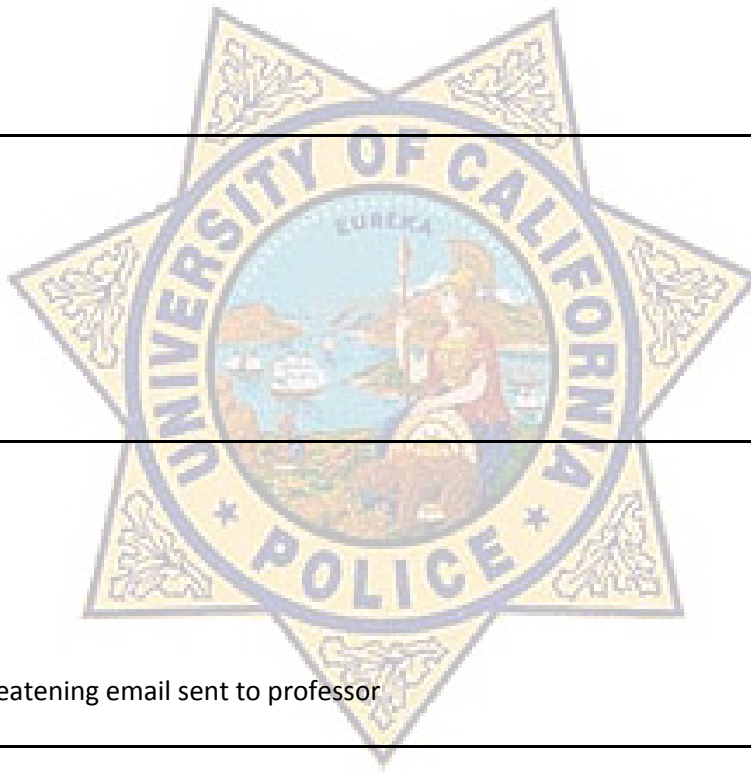 UNIVERSITY OF CALIFORNIA
EUREKA
POLICE
eatening email sent to professor